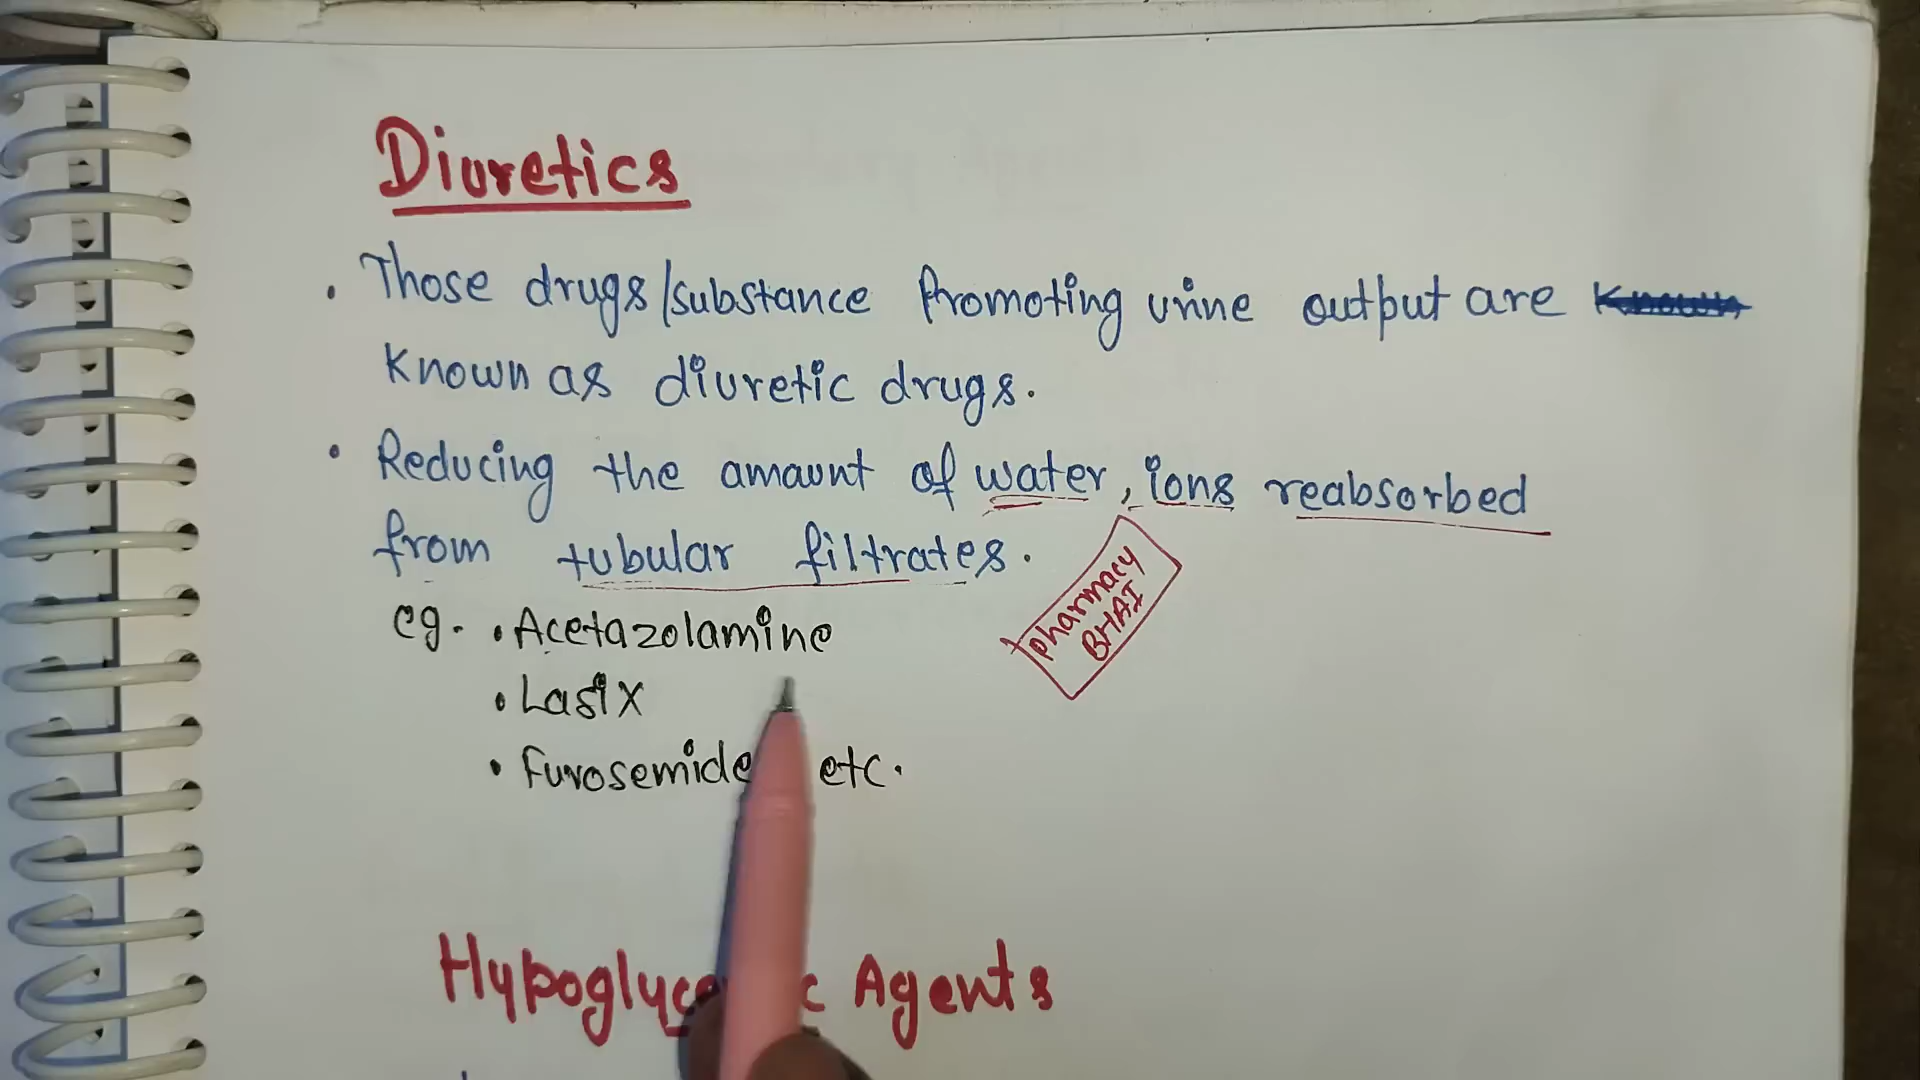 Diuretics
• Those drugs/substance Promoting urine output are
known as diuretic drugs.
• Reducing the amount of water, ions reabsorbed
from tubular filtrates.
eg. • Acetazolamine
• Lasix
• Furosemide etc.
pharmacy
BHAI
Agents